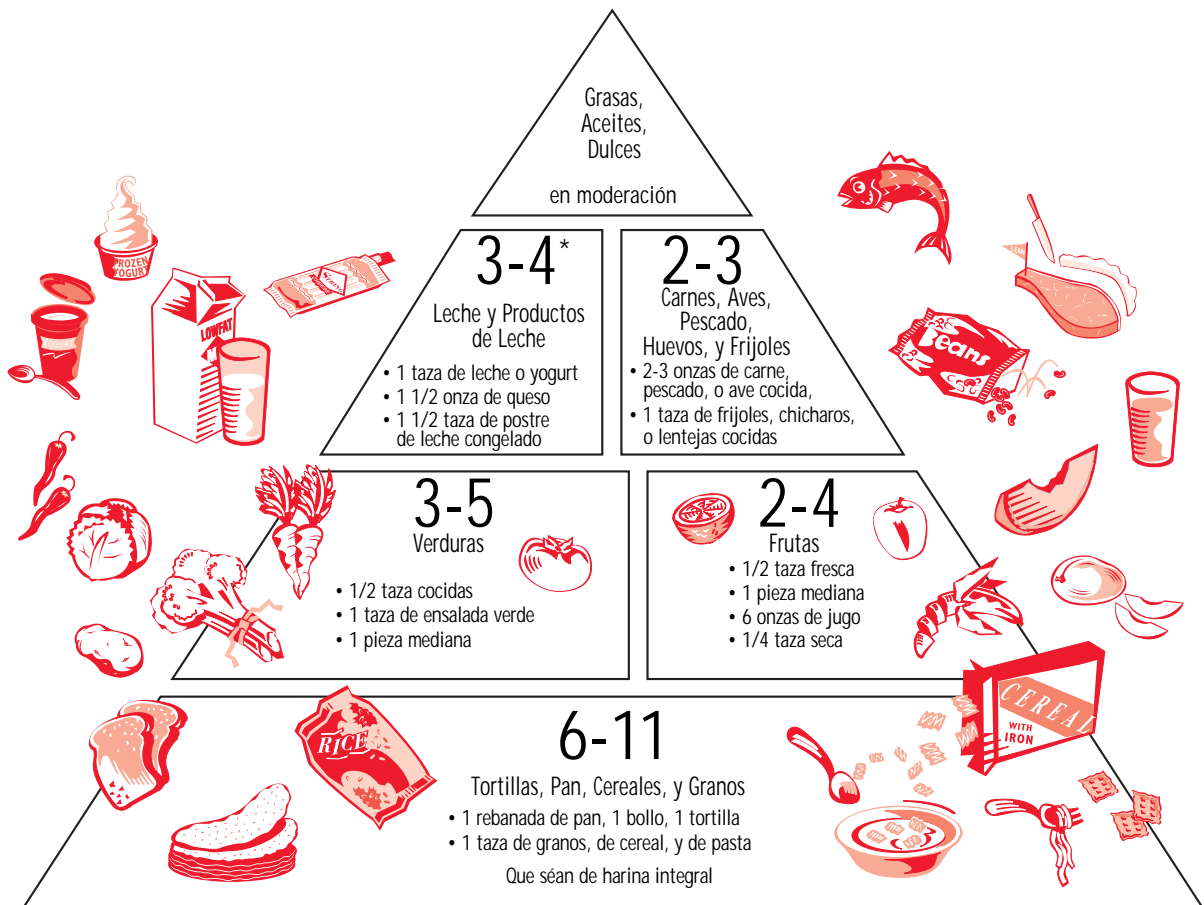 Grasas,
Aceites,
Dulces
en moderación
3-4*
Leche y Productos
de Leche
• 1 taza de leche o yogurt
• 1 1/2 onza de queso
• 1 1/2 taza de postre
de leche congelado
2-3
Carnes, Aves,
Pescado,
Huevos, y Frijoles
• 2-3 onzas de carne,
pescado, o ave cocida,
• 1 taza de frijoles, chicharos,
o lentejas cocidas
FROZEN
YOGURT
LOWFAT
Beans
3-5
Verduras
• 1/2 taza cocidas
• 1 taza de ensalada verde
• 1 pieza mediana
2-4
Frutas
• 1/2 taza fresca
• 1 pieza mediana
• 6 onzas de jugo
• 1/4 taza seca
RICE
CEREAL
WITH
IRON
6-11
Tortillas, Pan, Cereales, y Granos
• 1 rebanada de pan, 1 bollo, 1 tortilla
• 1 taza de granos, de cereal, y de pasta
Que séan de harina integral